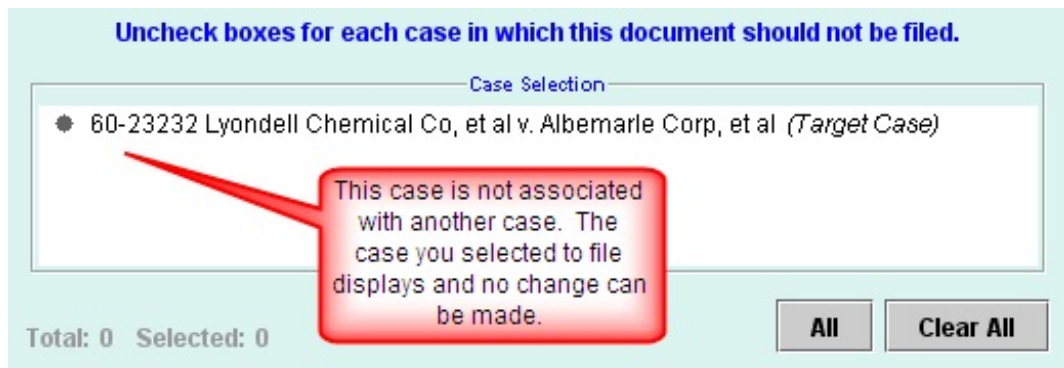 Uncheck boxes for each case in which this document should not be filed.
Case Selection
60-23232 Lyondell Chemical Co, et al v. Albemarle Corp, et al (Target Case)
This case is not associated
with another case. The
case you selected to file
displays and no change can
be made.
Total: 0 Selected: 0
All
Clear All